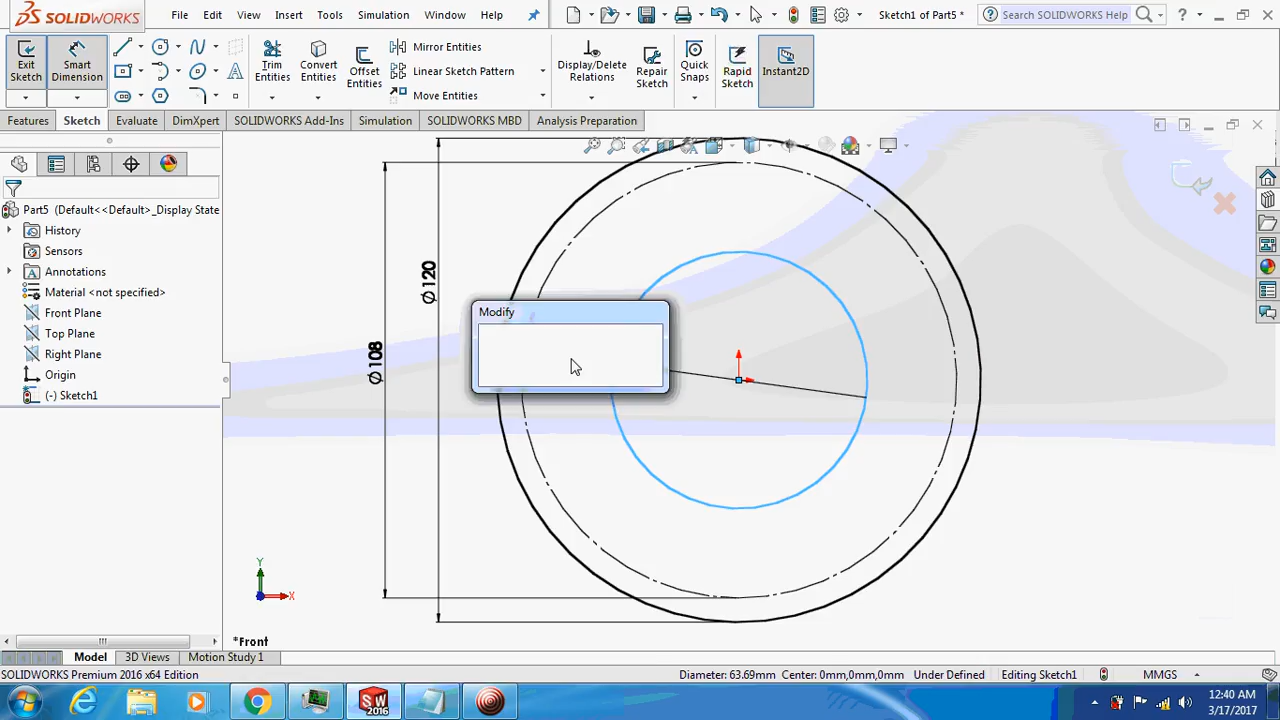 SOLIDWORKS
File
Edit
View
Insert
Tools
Simulation
Window
Help
Sketch1 of Part5 *
Search SOLIDWORKS Help
?
Exit Sketch
Smart Dimension
Trim Entities
Convert Entities
Offset Entities
Mirror Entities
Linear Sketch Pattern
Move Entities
Display/Delete Relations
Repair Sketch
Quick Snaps
Rapid Sketch
Instant2D
Features
Sketch
Evaluate
DimXpert
SOLIDWORKS Add-Ins
Simulation
SOLIDWORKS MBD
Analysis Preparation
Part5 (Default<<Default>_Display State
History
Sensors
Annotations
Material <not specified>
Front Plane
Top Plane
Right Plane
Origin
(-) Sketch1
Ø120
Ø108
Modify
Y
X
*Front
Model
3D Views
Motion Study 1
SOLIDWORKS Premium 2016 x64 Edition
Diameter: 63.69mm Center: 0mm,0mm,0mm
Under Defined
Editing Sketch1
MMGS
SW
2016
12:40 AM
3/17/2017